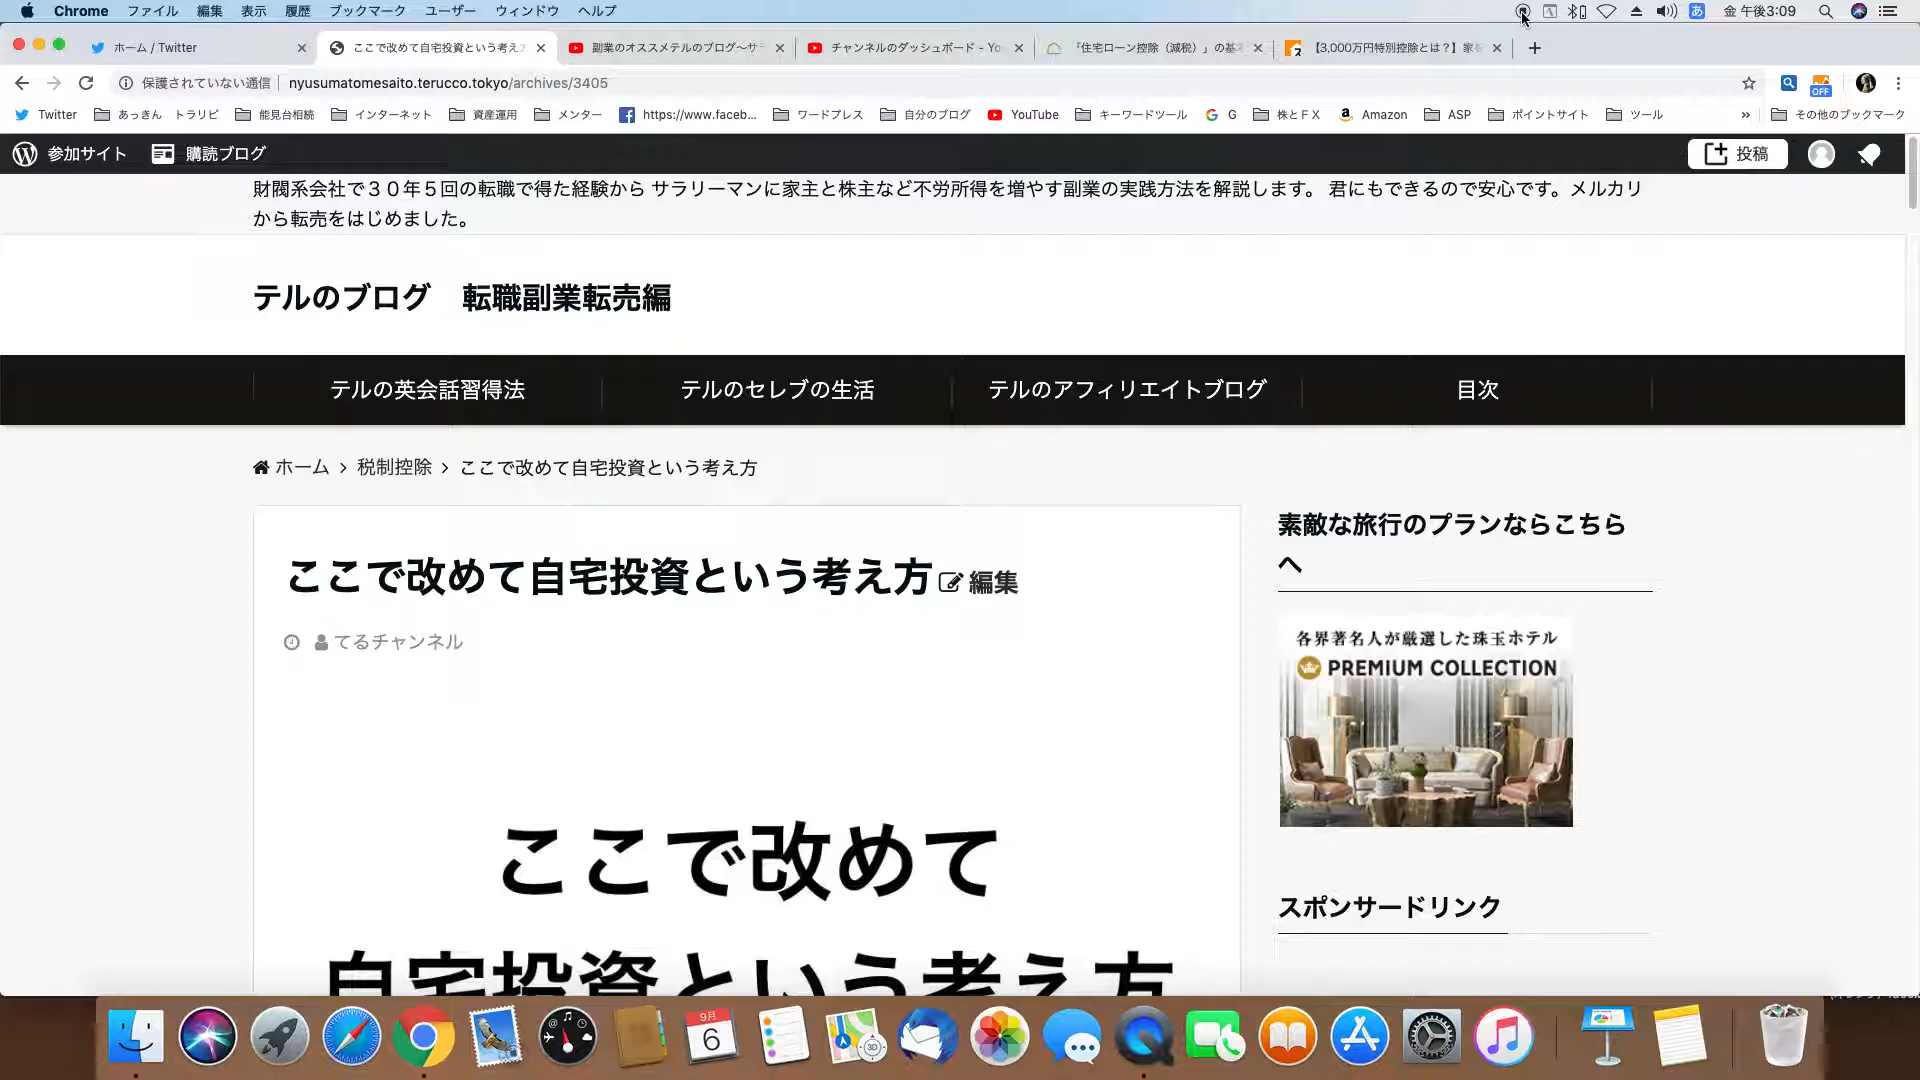 Chrome ファイル 編集 表示 履歴 ブックマーク ユーザー ウィンドウ ヘルプ あ 金 午後3:09
ホーム / Twitter ここで改めて自宅投資という考え 副業のオススメテルのブログ〜サー チャンネルのダッシュボード - Yo 「住宅ローン控除（減税）」の基 【3,000万円特別控除とは？】家を
保護されていない通信 nyusumatomesaito.terucco.tokyo/archives/3405 OFF
Twitter あっきん トラリピ 能見台相続 インターネット 資産運用 メンター https://www.faceb... ワードプレス 自分のブログ YouTube キーワードツール G 株とＦＸ Amazon ASP ポイントサイト ツール » その他のブックマーク
参加サイト 購読ブログ 投稿
財閥系会社で３０年５回の転職で得た経験から サラリーマンに家主と株主など不労所得を増やす副業の実践方法を解説します。 君にもできるので安心です。メルカリ
から転売をはじめました。
テルのブログ 転職副業転売編
テルの英会話習得法 テルのセレブの生活 テルのアフィリエイトブログ 目次
ホーム › 税制控除 › ここで改めて自宅投資という考え方
ここで改めて自宅投資という考え方 編集
てるチャンネル
ここで改めて
自宅投資という考え方
素敵な旅行のプランならこちら
へ
各界著名人が厳選した珠玉ホテル
PREMIUM COLLECTION
スポンサードリンク
9月
6
3D